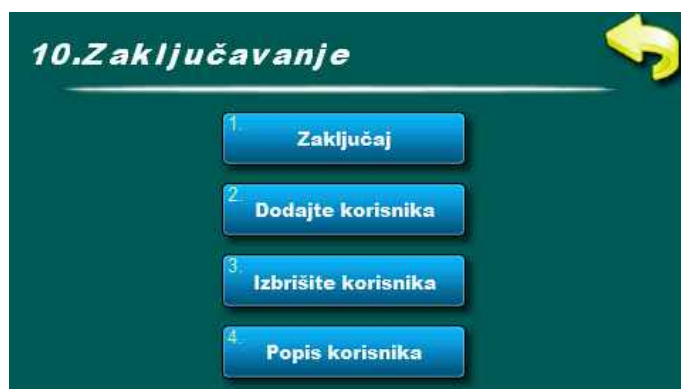 10.Zaključavanje
1. Zaključaj
2. Dodajte korisnika
3. Izbrišite korisnika
4. Popis korisnika